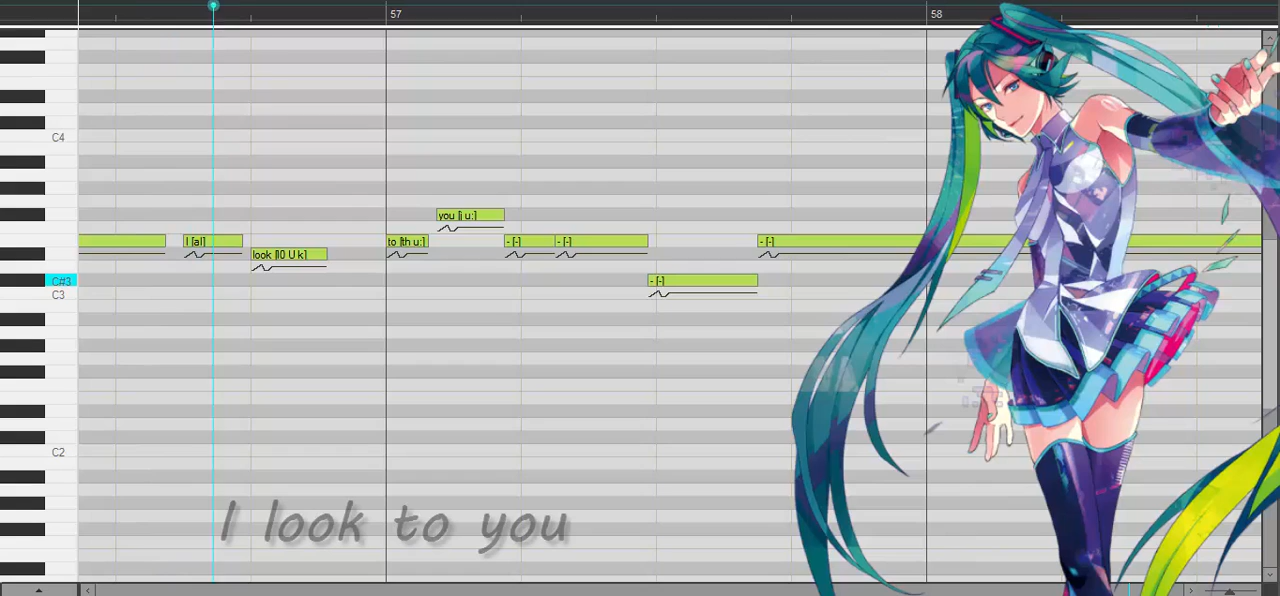 57
58
C4
you [j u:]
I [aI]
to [th u:]
- [-]
- [-]
- [-]
look [l0 U k]
C#3
- [-]
C3
C2
I look to you